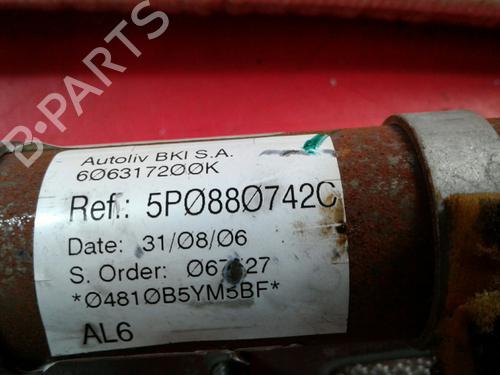 B-PARTS
Autoliv BKI S.A.
6Ø63172ØØK
Ref.: 5PØ88Ø742C
Date: 31/Ø8/Ø6
S. Order:
*Ø481ØB5YM5BF*
AL6